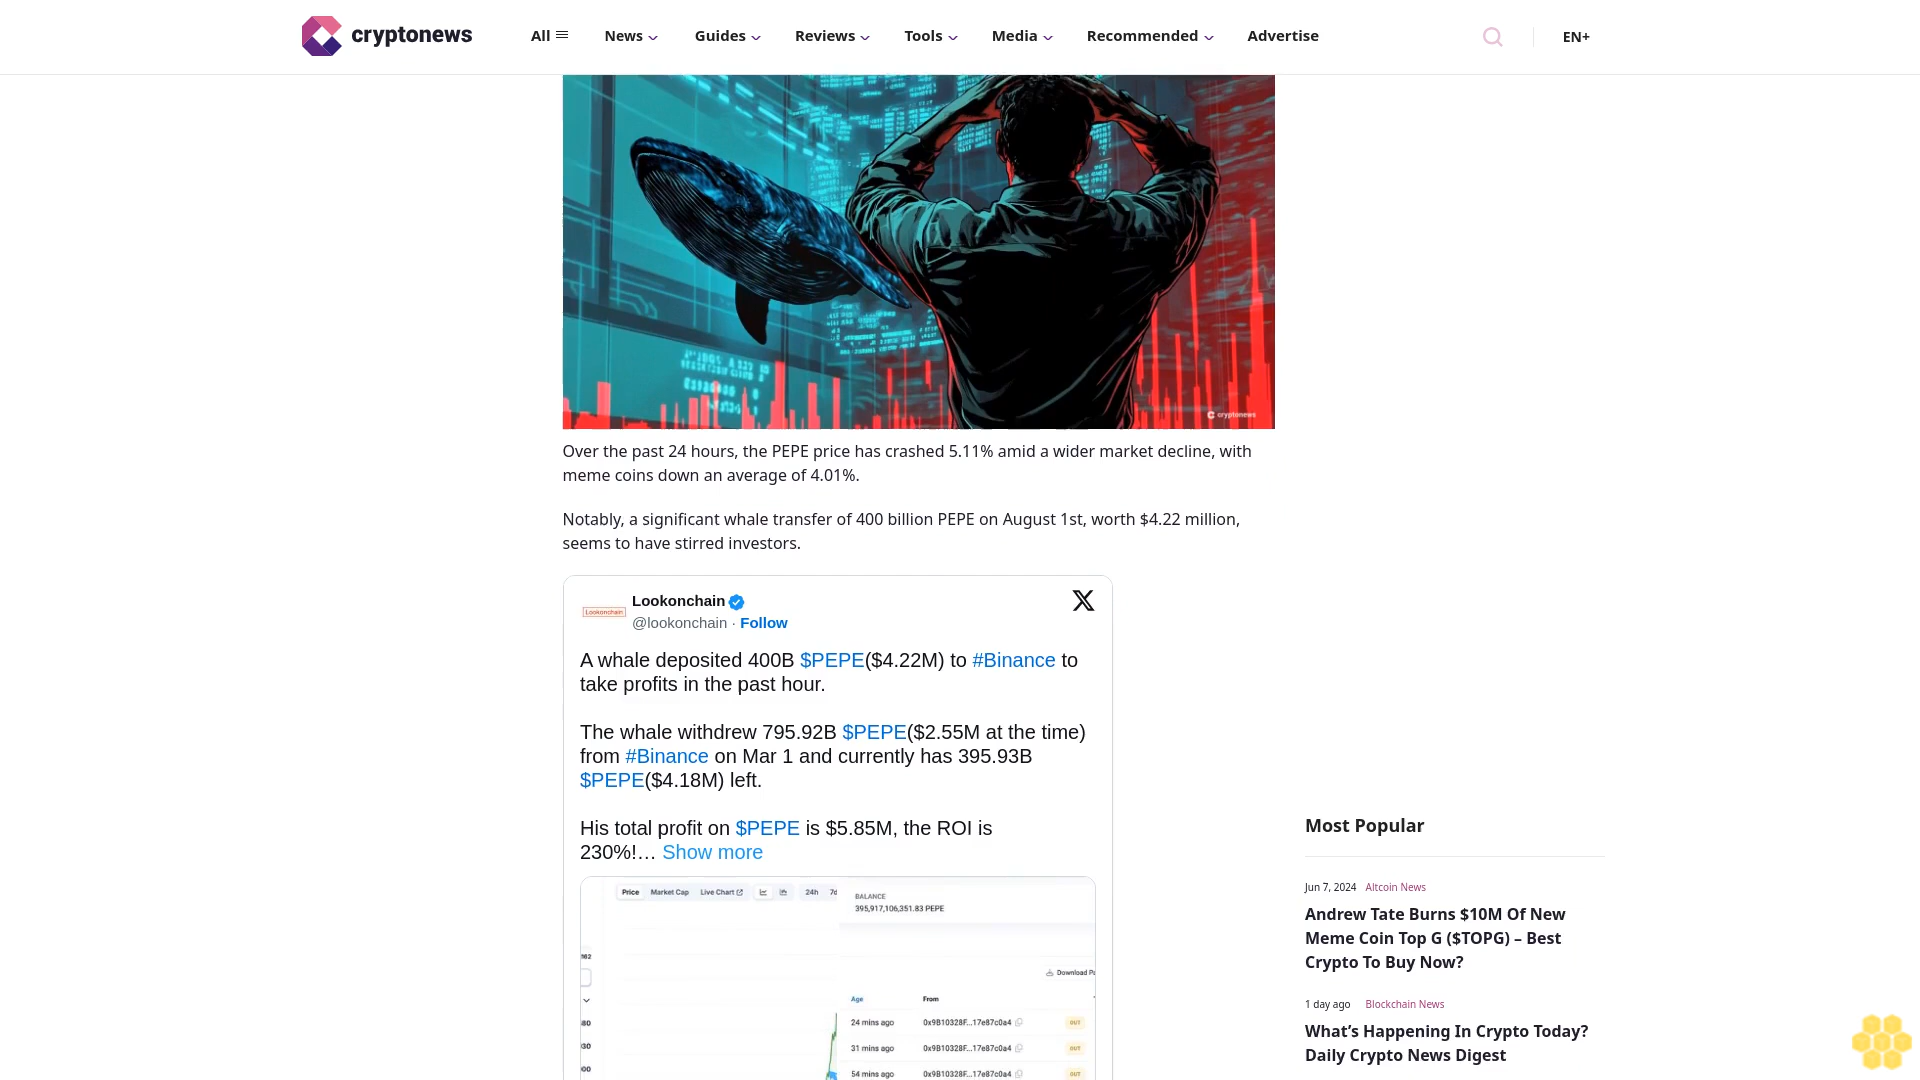 cryptonews
All
News
Guides
Reviews
Tools
Media
Recommended
Advertise
EN+
cryptonews
Over the past 24 hours, the PEPE price has crashed 5.11% amid a wider market decline, with
meme coins down an average of 4.01%.
Notably, a significant whale transfer of 400 billion PEPE on August 1st, worth $4.22 million,
seems to have stirred investors.
Lookonchain
Lookonchain
@lookonchain · Follow
A whale deposited 400B $PEPE($4.22M) to #Binance to
take profits in the past hour.
The whale withdrew 795.92B $PEPE($2.55M at the time)
from #Binance on Mar 1 and currently has 395.93B
$PEPE($4.18M) left.
His total profit on $PEPE is $5.85M, the ROI is
230%!… Show more
Price
Market Cap
Live Chart
24h
7d
BALANCE
395,917,106,351.83 PEPE
Download
Age
From
24 mins ago
0x9B10328F...17e87c0a4
OUT
31 mins ago
0x9B10328F...17e87c0a4
OUT
54 mins ago
0x9B10328F...17e87c0a4
OUT
Most Popular
Jun 7, 2024
Altcoin News
Andrew Tate Burns $10M Of New
Meme Coin Top G ($TOPG) – Best
Crypto To Buy Now?
1 day ago
Blockchain News
What’s Happening In Crypto Today?
Daily Crypto News Digest